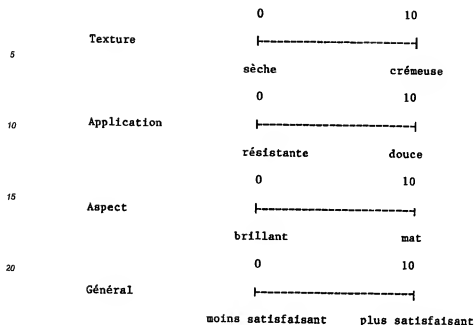 0 10
Texture
5
sèche crémeuse
0 10
10 Application
résistante douce
0 10
15
Aspect
brillant mat
20 0 10
Général
moins satisfaisant plus satisfaisant